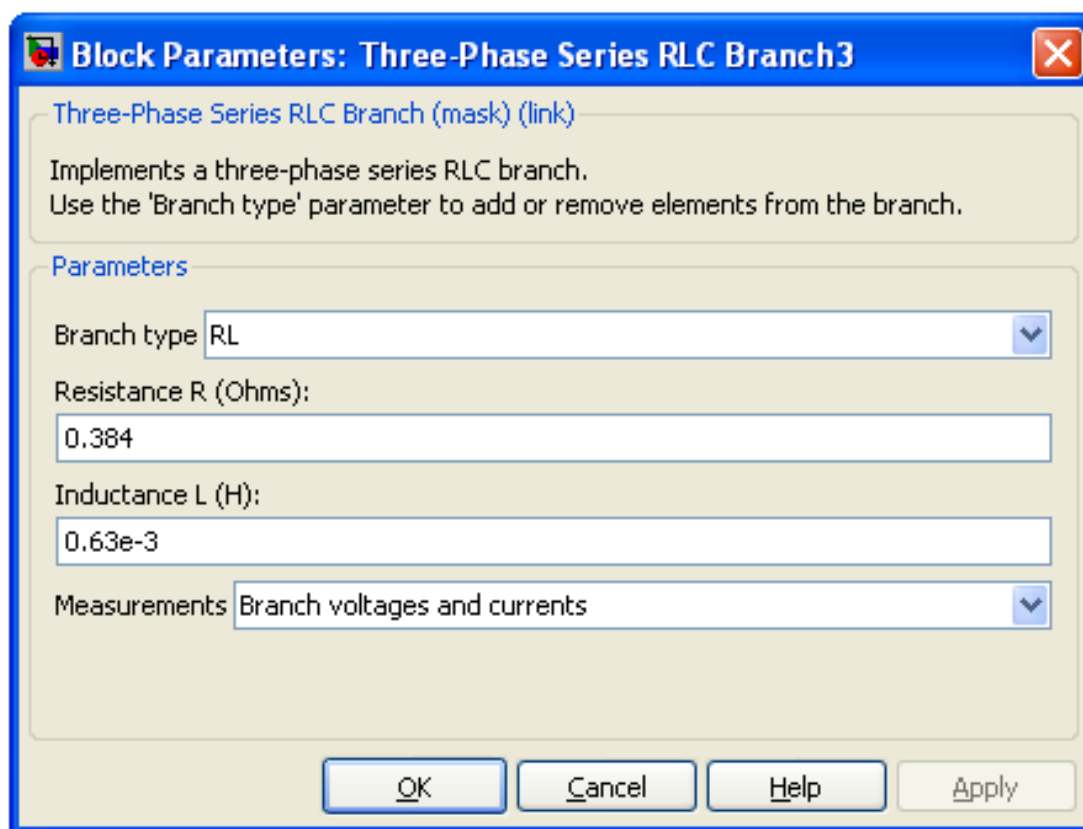 Block Parameters: Three-Phase Series RLC Branch3
Three-Phase Series RLC Branch (mask) (link)
Implements a three-phase series RLC branch.
Use the 'Branch type' parameter to add or remove elements from the branch.
Parameters
Branch type RL
Resistance R (Ohms):
0.384
Inductance L (H):
0.63e-3
Measurements Branch voltages and currents
OK Cancel Help Apply